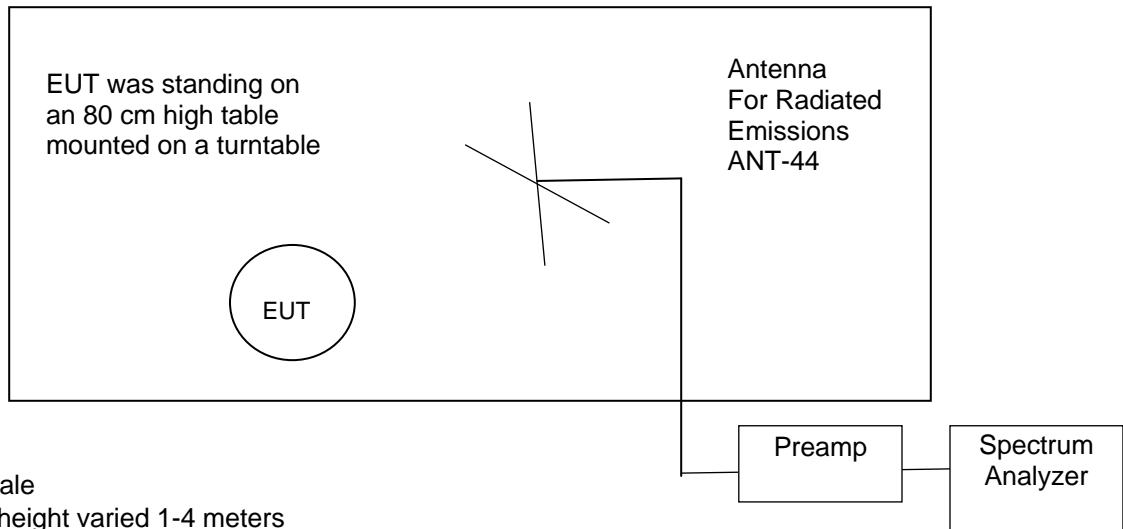 EUT was standing on
an 80 cm high table
mounted on a turntable
Antenna
For Radiated
Emissions
ANT-44
EUT
Preamp
Spectrum
Analyzer
ale
height varied 1-4 meters